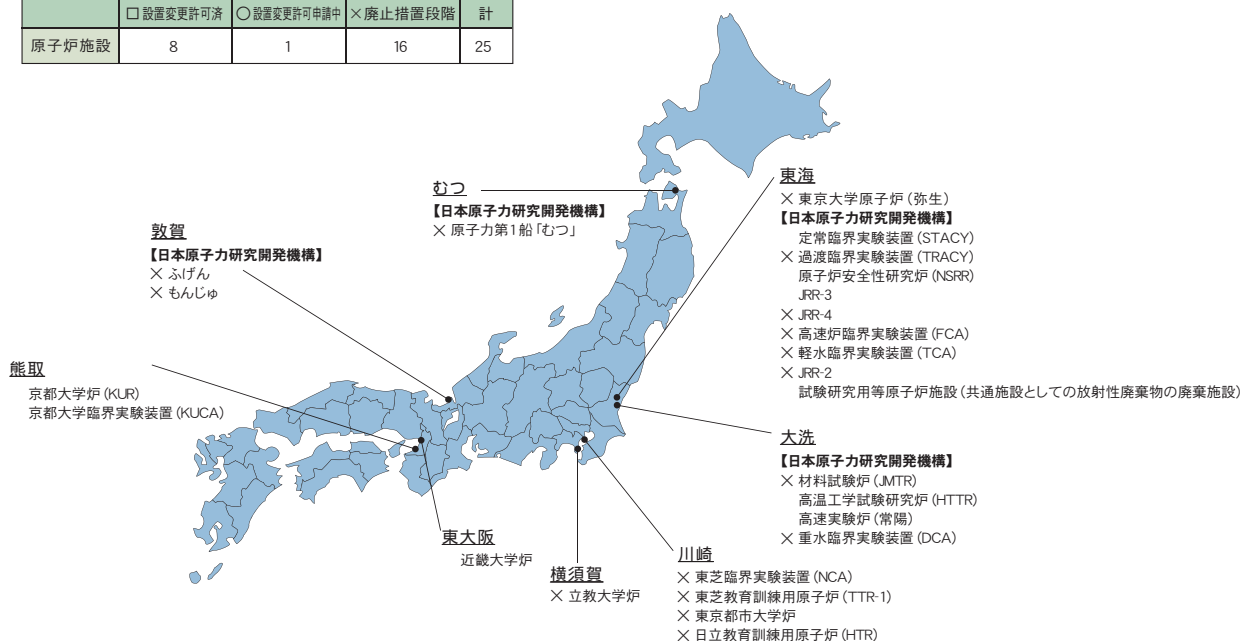 □設置変更許可済 ○設置変更許可申請中 ×廃止措置段階 計
原子炉施設 8 1 16 25
むつ
【日本原子力研究開発機構】
× 原子力第1船「むつ」
敦賀
【日本原子力研究開発機構】
× ふげん
× もんじゅ
熊取
京都大学炉(KUR)
京都大学臨界実験装置(KUCA)
東大阪
近畿大学炉
横須賀
× 立教大学炉
川崎
× 東芝臨界実験装置(NCA)
× 東芝教育訓練用原子炉(TTR-1)
× 東京都市大学炉
× 日立教育訓練用原子炉(HTR)
東海
× 東京大学原子炉(弥生)
【日本原子力研究開発機構】
定常臨界実験装置(STACY)
× 過渡臨界実験装置(TRACY)
原子炉安全性研究炉(NSRR)
JRR-3
× JRR-4
× 高速炉臨界実験装置(FCA)
× 軽水臨界実験装置(TCA)
× JRR-2
試験研究用等原子炉施設(共通施設としての放射性廃棄物の廃棄施設)
大洗
【日本原子力研究開発機構】
× 材料試験炉(JMTR)
高温工学試験研究炉(HTTR)
高速実験炉(常陽)
× 重水臨界実験装置(DCA)